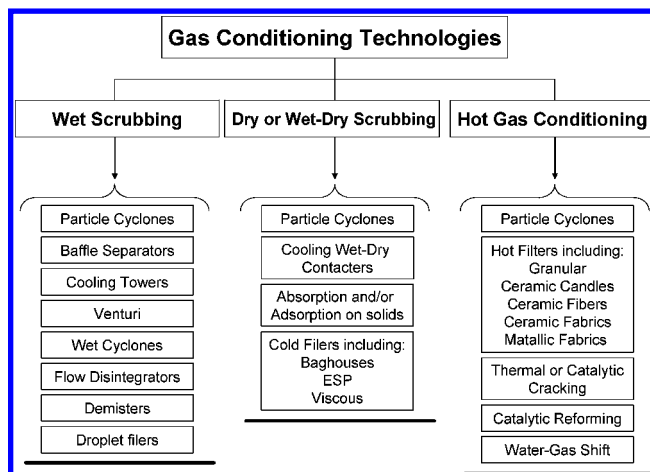 Gas Conditioning Technologies
Wet Scrubbing
Dry or Wet-Dry Scrubbing
Hot Gas Conditioning
Particle Cyclones
Baffle Separators
Cooling Towers
Venturi
Wet Cyclones
Flow Disintegrators
Demisters
Droplet filers
Particle Cyclones
Cooling Wet-Dry
Contacters
Absorption and/or
Adsorption on solids
Cold Filers including:
Baghouses
ESP
Viscous
Particle Cyclones
Hot Filters including:
Granular
Ceramic Candles
Ceramic Fibers
Ceramic Fabrics
Matallic Fabrics
Thermal or Catalytic
Cracking
Catalytic Reforming
Water-Gas Shift